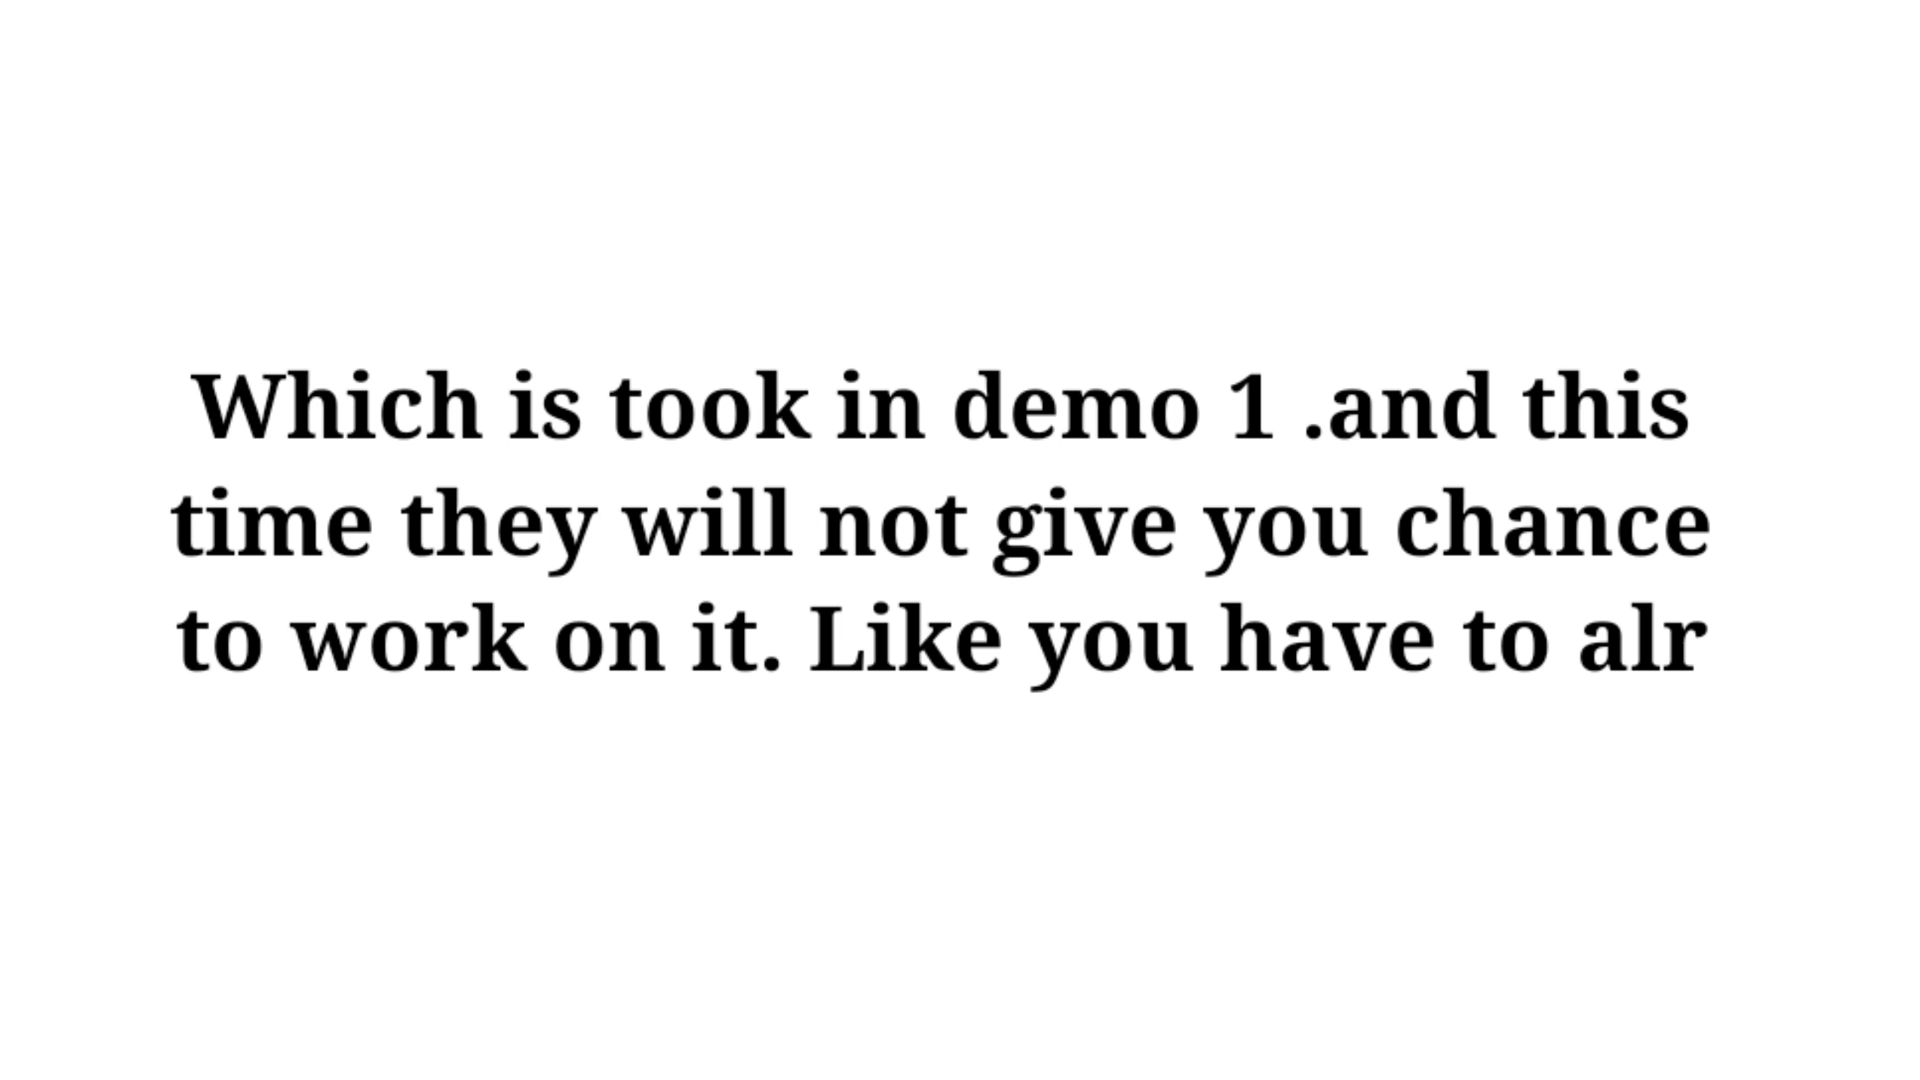 Which is took in demo 1 .and this
time they will not give you chance
to work on it. Like you have to alr